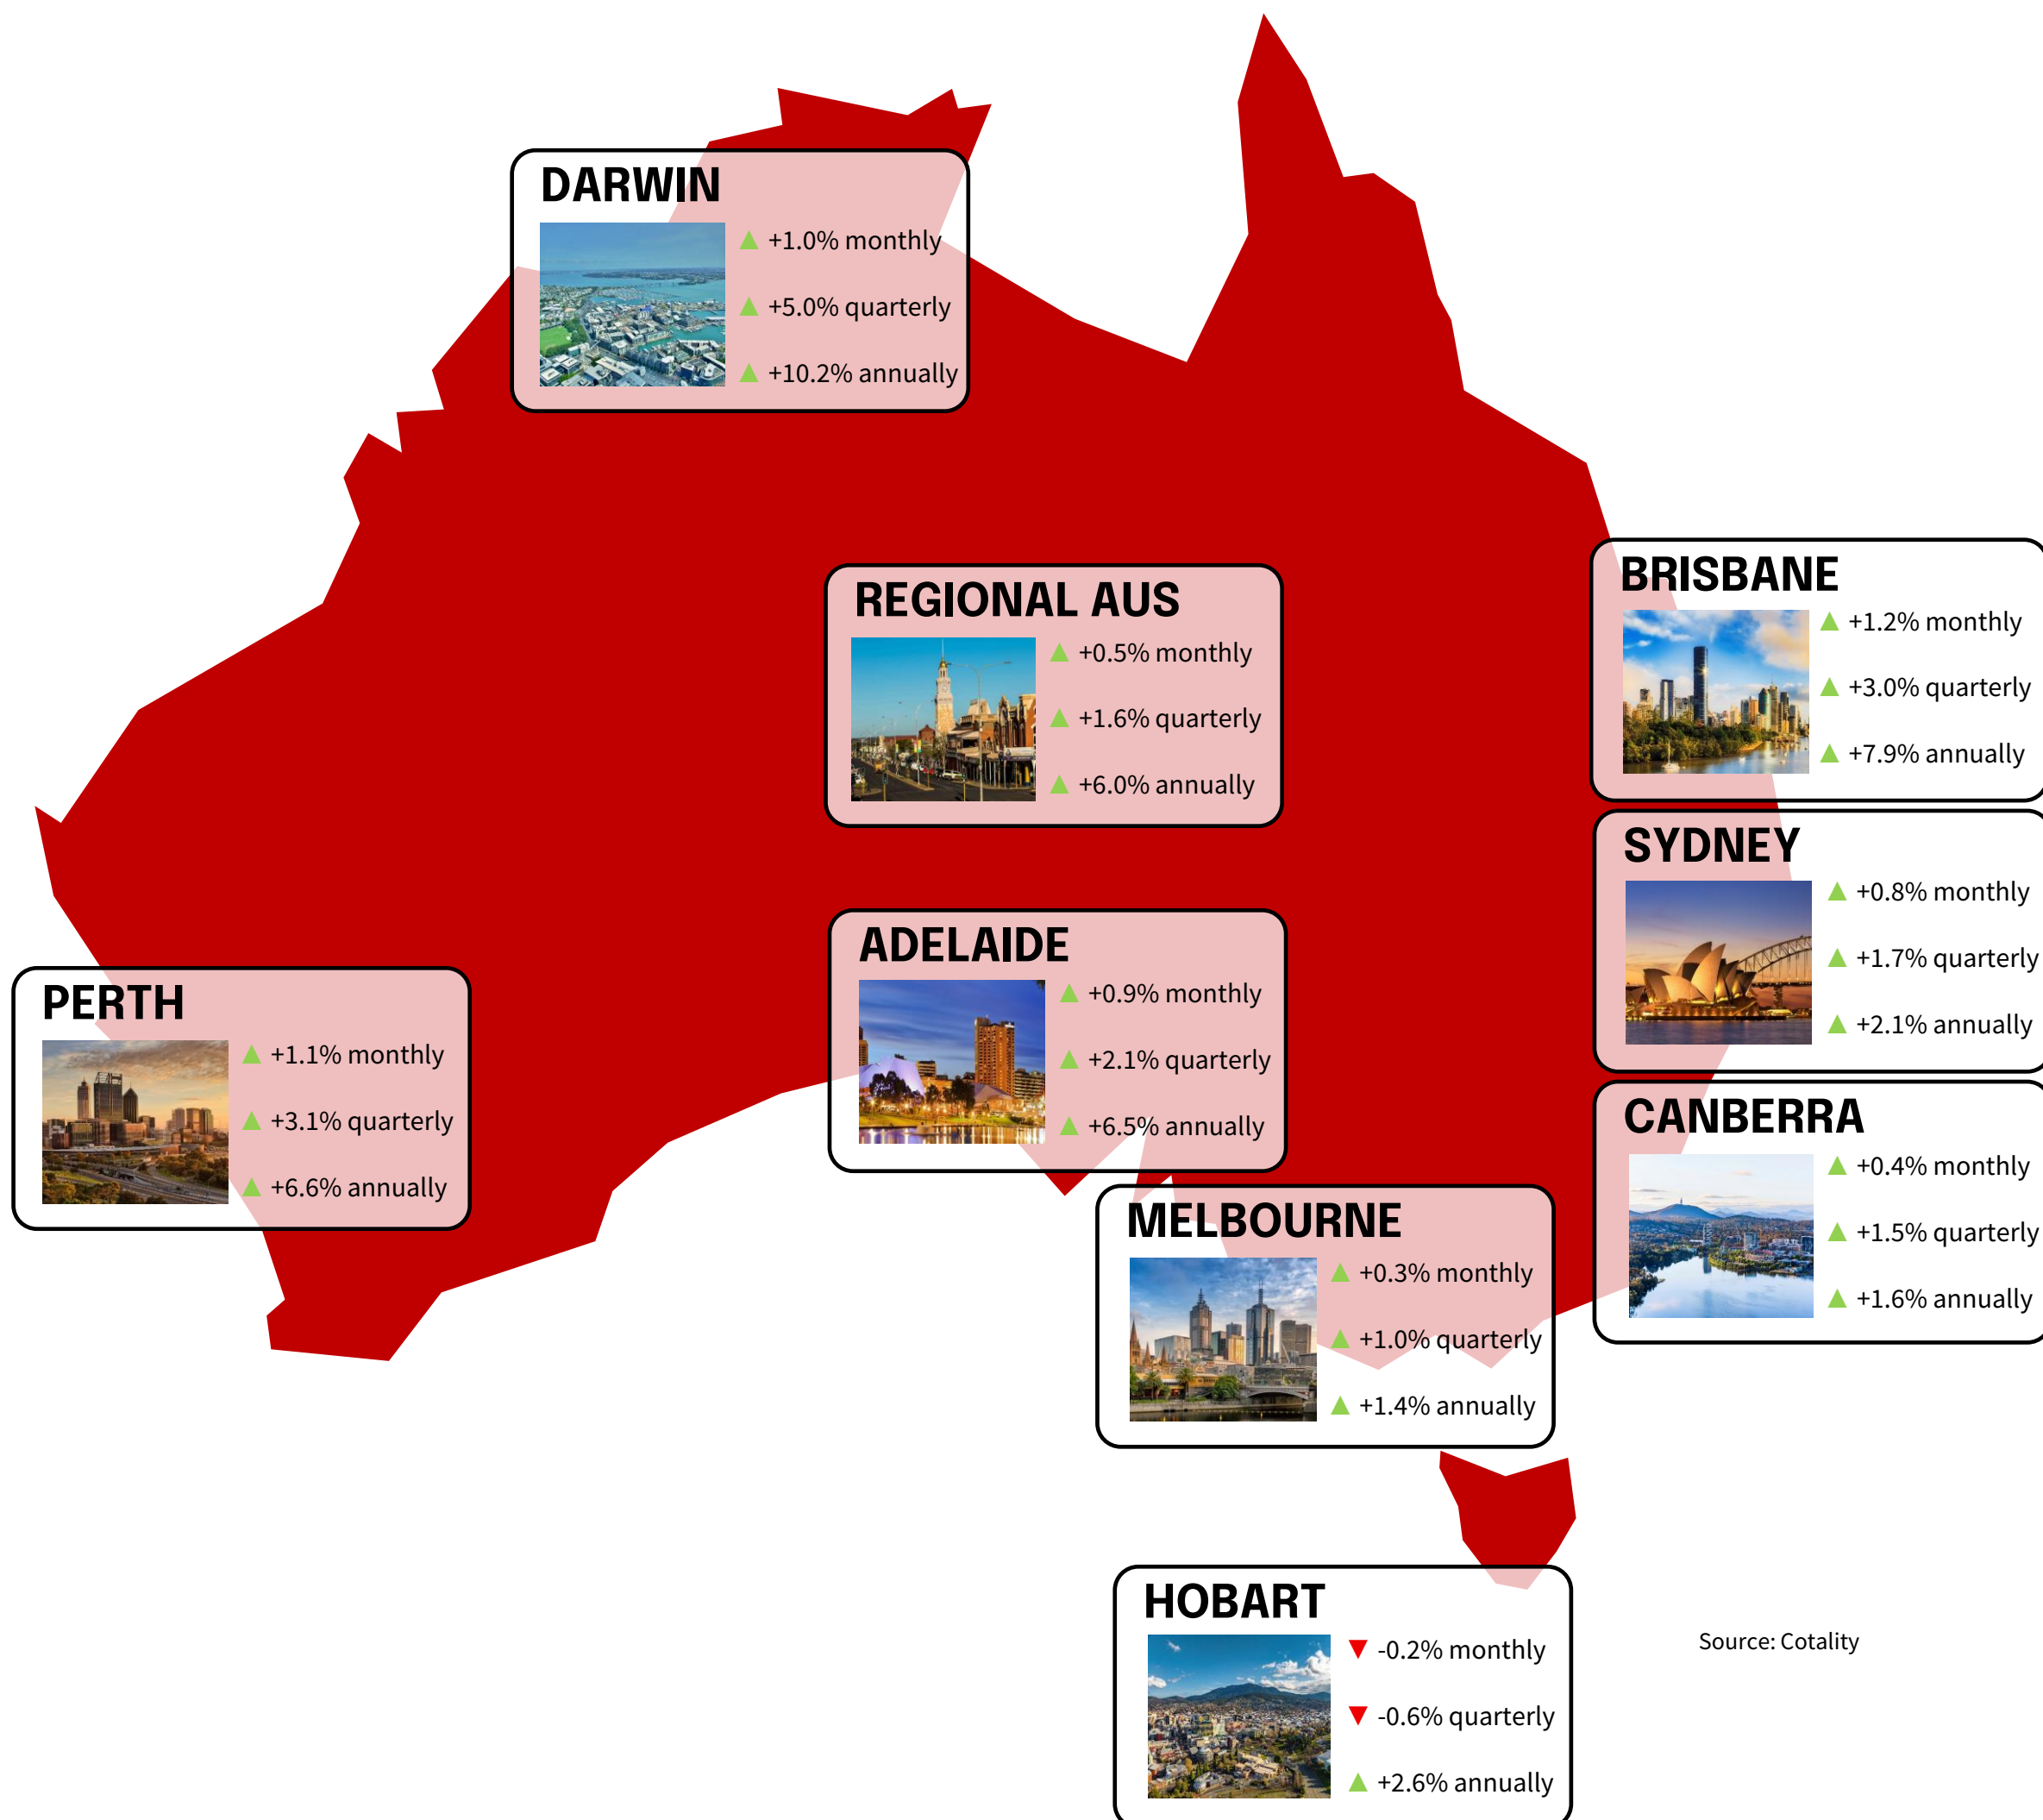 DARWIN
▲ +1.0% monthly
▲ +5.0% quarterly
▲ +10.2% annually
REGIONAL AUS
▲ +0.5% monthly
▲ +1.6% quarterly
▲ +6.0% annually
BRISBANE
▲ +1.2% monthly
▲ +3.0% quarterly
▲ +7.9% annually
SYDNEY
▲ +0.8% monthly
▲ +1.7% quarterly
▲ +2.1% annually
ADELAIDE
▲ +0.9% monthly
▲ +2.1% quarterly
▲ +6.5% annually
PERTH
▲ +1.1% monthly
▲ +3.1% quarterly
▲ +6.6% annually
CANBERRA
▲ +0.4% monthly
▲ +1.5% quarterly
▲ +1.6% annually
MELBOURNE
▲ +0.3% monthly
▲ +1.0% quarterly
▲ +1.4% annually
HOBART
▼ -0.2% monthly
▼ -0.6% quarterly
▲ +2.6% annually
Source: Cotality